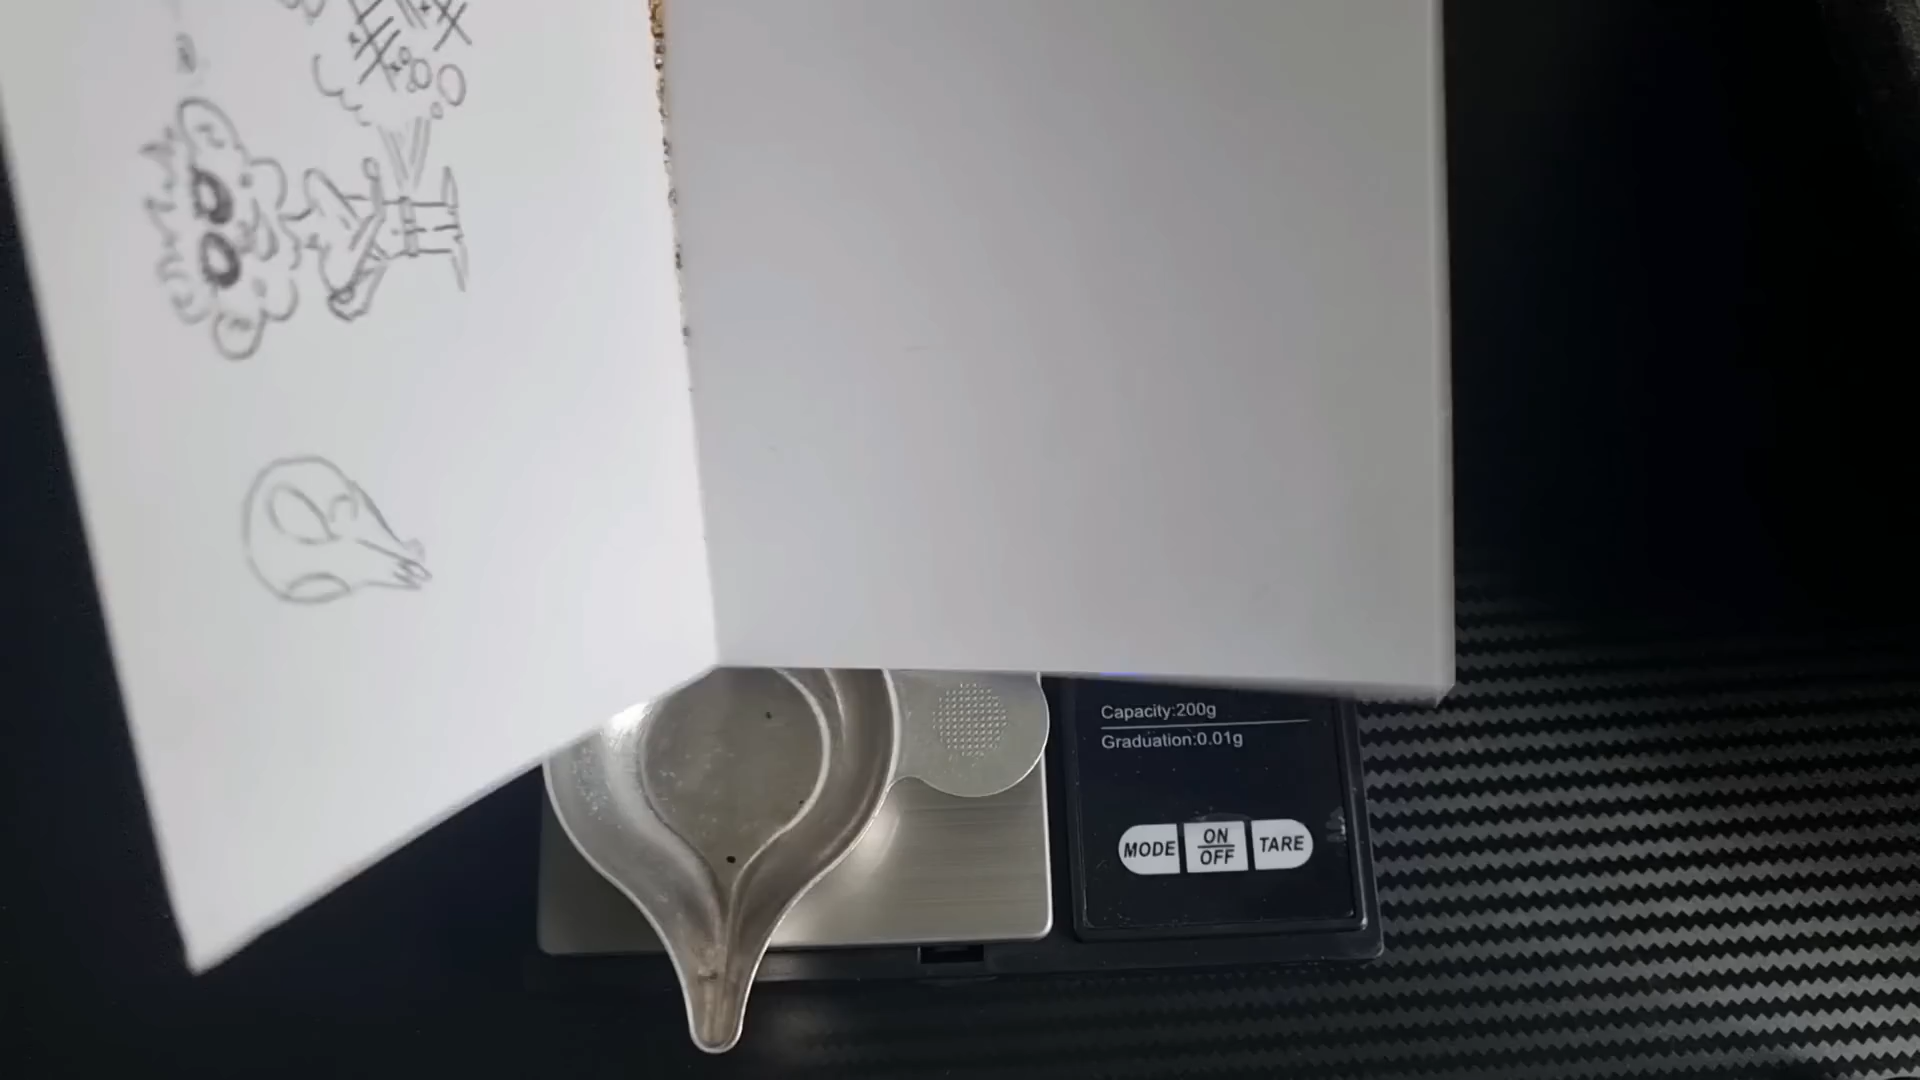 Capacity:200g
Graduation:0.01g
MODE
ON
OFF
TARE